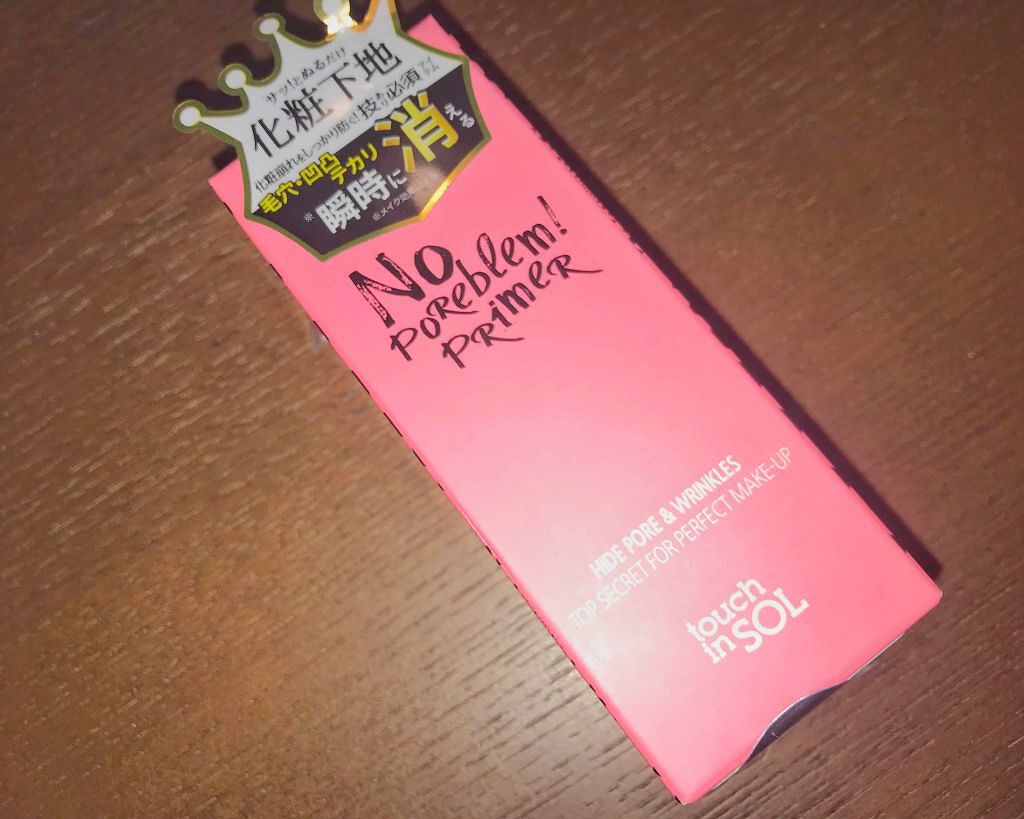 サッ!とぬるだけ
化粧下地
化粧崩れをしっかり防ぐ!技あり必須アイテム
毛穴・凹凸
テカリ
※瞬時に消える
※メイク効果
No
POReblem!
PRimeR
HIDE PORE & WRINKLES
TOP SECRET FOR PERFECT MAKE-UP
touch
in SOL